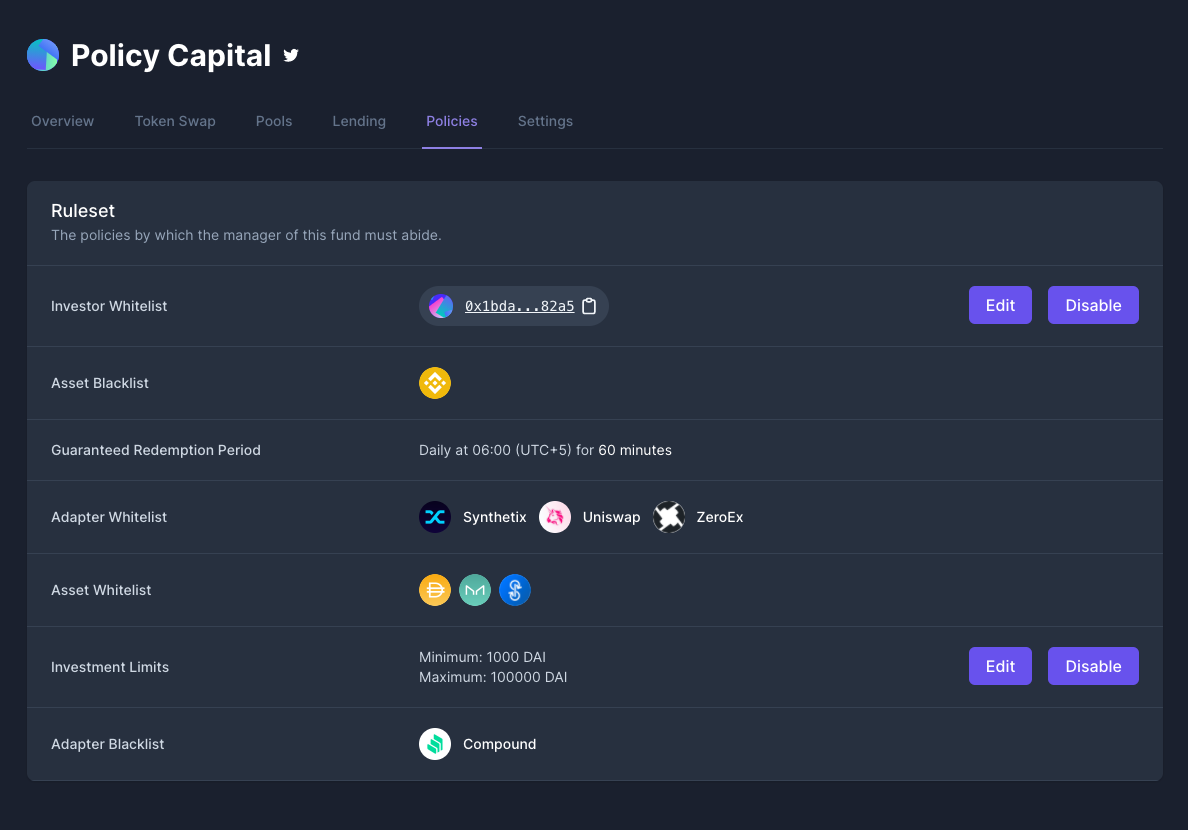 Policy Capital
Overview Token Swap Pools Lending Policies Settings
Ruleset
The policies by which the manager of this fund must abide.
Investor Whitelist 0x1bda...82a5 Edit Disable
Asset Blacklist
Guaranteed Redemption Period Daily at 06:00 (UTC+5) for 60 minutes
Adapter Whitelist Synthetix Uniswap ZeroEx
Asset Whitelist
Investment Limits Minimum: 1000 DAI Edit Disable
Maximum: 100000 DAI
Adapter Blacklist Compound